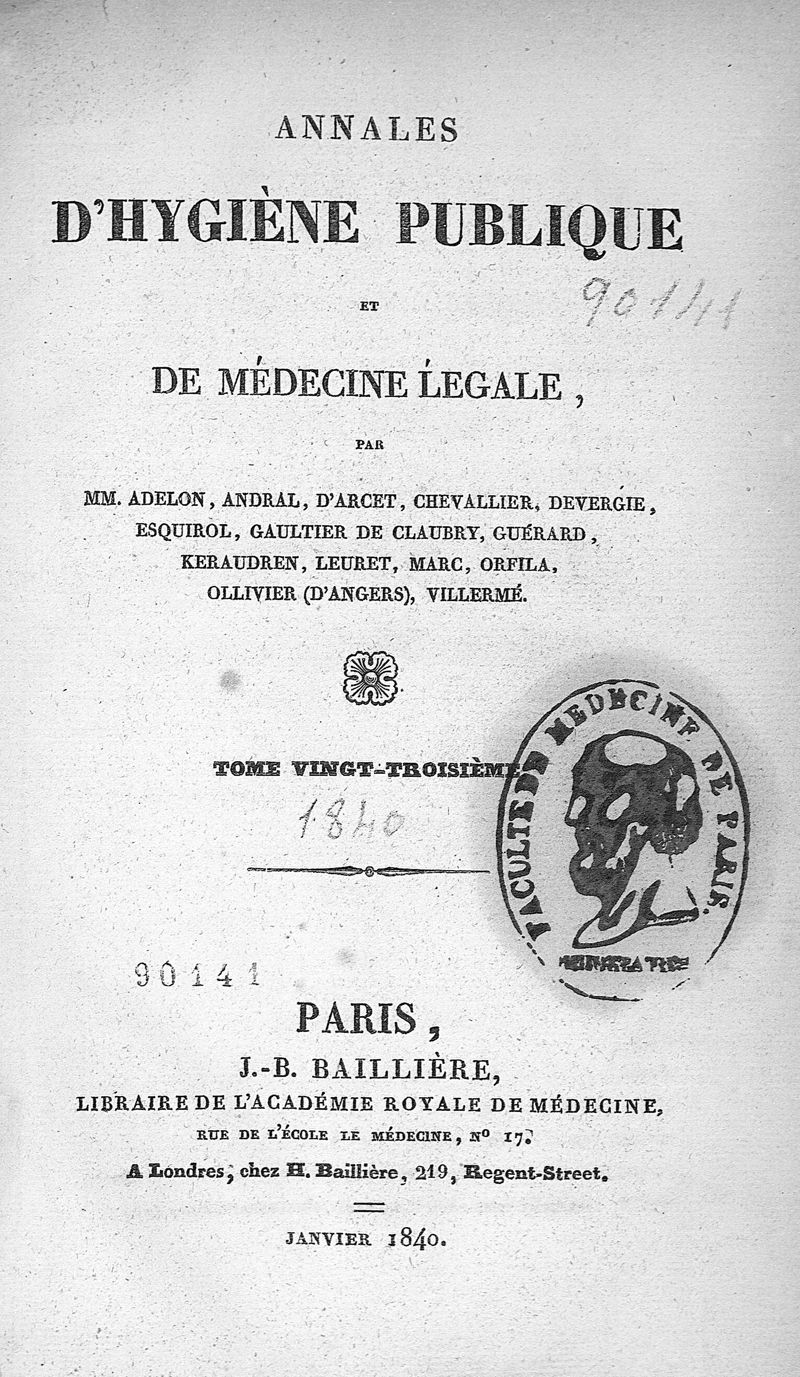 ANNALES
D'HYGIÈNE PUBLIQUE
90141
ET
DE MÉDECINE LÉGALE,
PAR
MM. ADELON, ANDRAL, D'ARCET, CHEVALLIER, DEVERGIE,
ESQUIROL, GAULTIER DE CLAUBRY, GUÉRARD,
KERAUDREN, LEURET, MARC, ORFILA,
OLLIVIER (D'ANGERS), VILLERMÉ.
TOME VINGT-TROISIÈME
1840
FACULTE DE MEDECINE DE PARIS.
90141
PARIS,
J.-B. BAILLIÈRE,
LIBRAIRE DE L'ACADÉMIE ROYALE DE MÉDECINE,
RUE DE L'ÉCOLE LE MÉDECINE, Nº 17.
A Londres, chez H. Baillière, 219, Regent-Street.
JANVIER 1840.